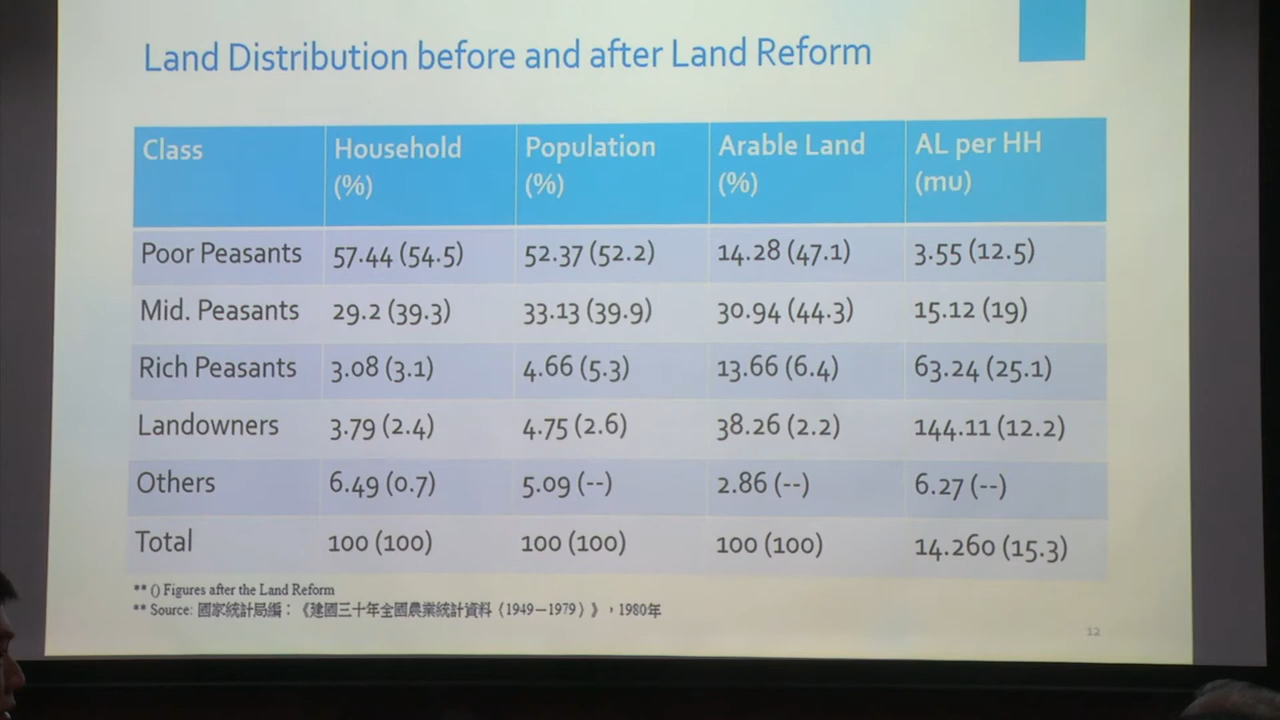 Land Distribution before and after Land Reform
Class Household (%) Population (%) Arable Land (%) AL per HH (mu)
Poor Peasants 57.44 (54.5) 52.37 (52.2) 14.28 (47.1) 3.55 (12.5)
Mid. Peasants 29.2 (39.3) 33.13 (39.9) 30.94 (44.3) 15.12 (19)
Rich Peasants 3.08 (3.1) 4.66 (5.3) 13.66 (6.4) 63.24 (25.1)
Landowners 3.79 (2.4) 4.75 (2.6) 38.26 (2.2) 144.11 (12.2)
Others 6.49 (0.7) 5.09 (--) 2.86 (--) 6.27 (--)
Total 100 (100) 100 (100) 100 (100) 14.260 (15.3)
** () Figures after the Land Reform
** Source: 國家統計局編：《建國三十年全國農業統計資料（1949－1979）》，1980年
12